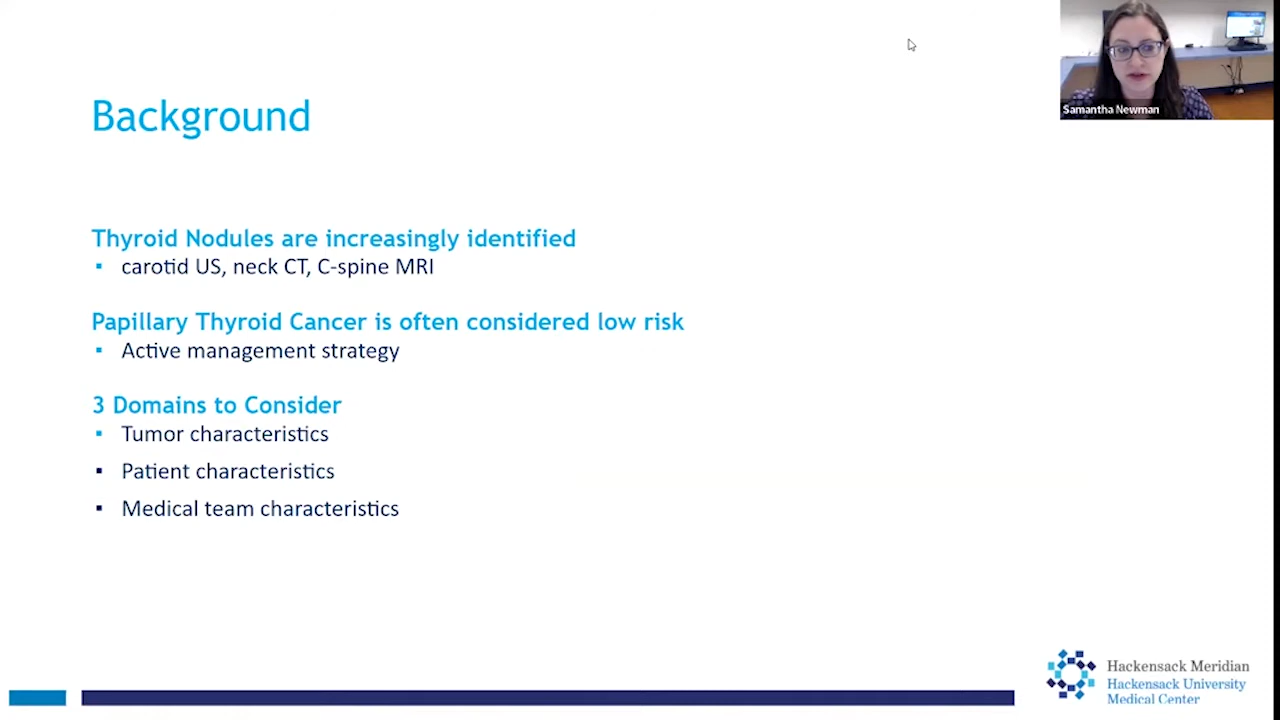 Samantha Newman
Background
Thyroid Nodules are increasingly identified
carotid US, neck CT, C-spine MRI
Papillary Thyroid Cancer is often considered low risk
Active management strategy
3 Domains to Consider
Tumor characteristics
Patient characteristics
Medical team characteristics
Hackensack Meridian
Hackensack University
Medical Center